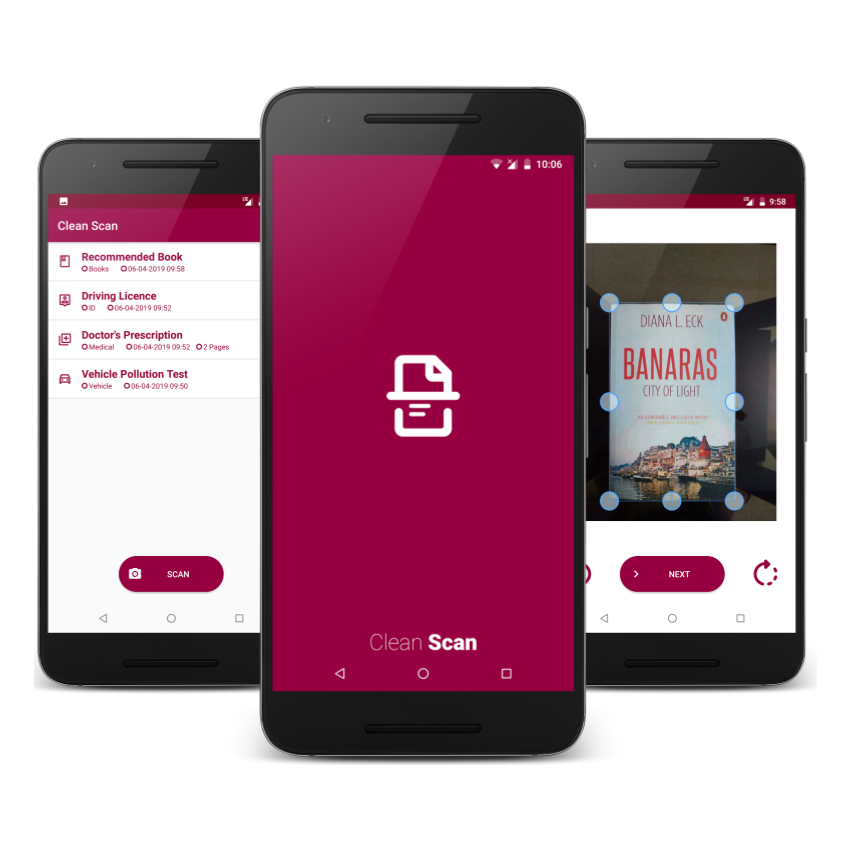 Clean Scan
Recommended Book
Books 06-04-2019 09:58
Driving Licence
ID 06-04-2019 09:52
Doctor's Prescription
Medical 06-04-2019 09:52 2 Pages
Vehicle Pollution Test
Vehicle 06-04-2019 09:50
SCAN
10:06
Clean Scan
9:58
DIANA L. ECK
BANARAS
CITY OF LIGHT
NEXT